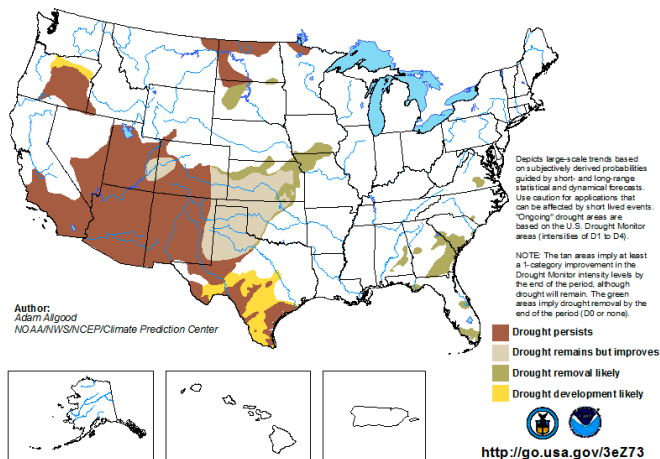 Depicts large-scale trends based
on subjectively derived probabilities
guided by short- and long-range
statistical and dynamical forecasts.
Use caution for applications that
can be affected by short lived events.
"Ongoing" drought areas are
based on the U.S. Drought Monitor
areas (intensities of D1 to D4).
NOTE: The tan areas imply at least
a 1-category improvement in the
Drought Monitor intensity levels by
the end of the period, although
drought will remain. The green
areas imply drought removal by the
end of the period (D0 or none).
Author:
Adam Allgood
NOAA/NWS/NCEP/Climate Prediction Center
Drought persists
Drought remains but improves
Drought removal likely
Drought development likely
http://go.usa.gov/3eZ73